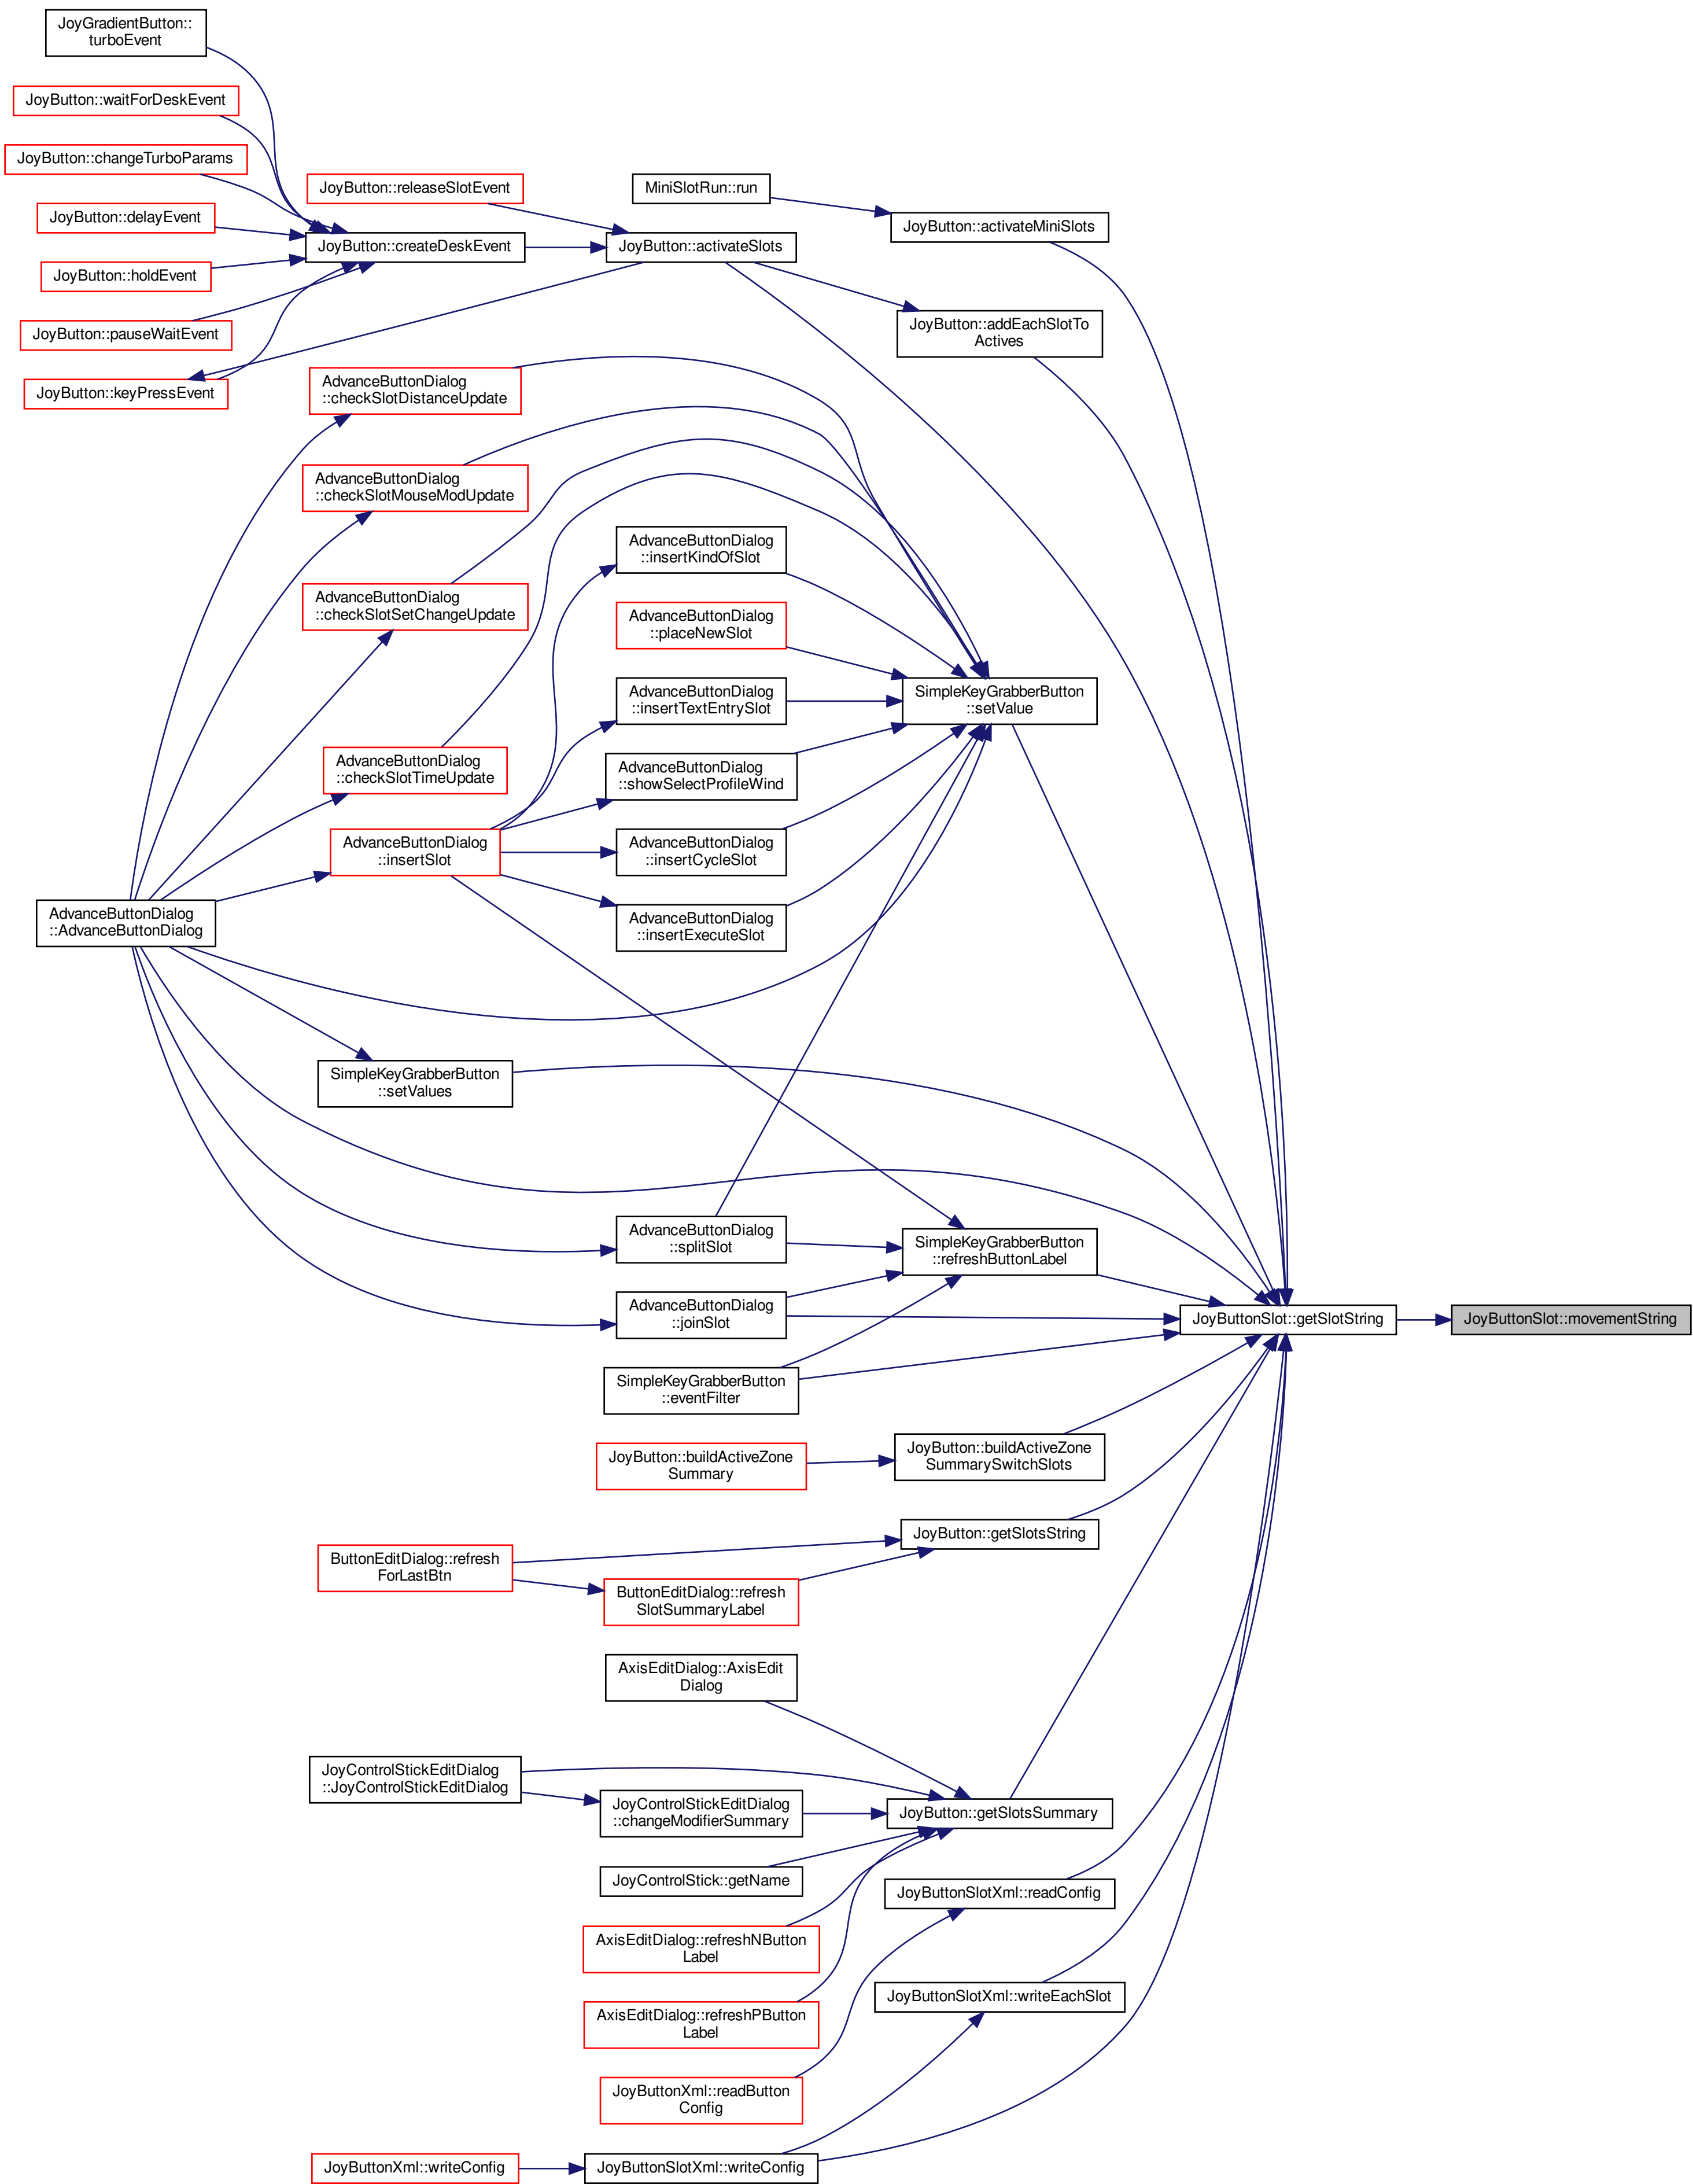 JoyGradientButton::
turboEvent
JoyButton::waitForDeskEvent
JoyButton::changeTurboParams
JoyButton::releaseSlotEvent
MiniSlotRun::run
JoyButton::delayEvent
JoyButton::activateMiniSlots
JoyButton::createDeskEvent
JoyButton::activateSlots
JoyButton::holdEvent
JoyButton::addEachSlotTo
Actives
JoyButton::pauseWaitEvent
JoyButton::keyPressEvent
AdvanceButtonDialog
::checkSlotDistanceUpdate
AdvanceButtonDialog
::checkSlotMouseModUpdate
AdvanceButtonDialog
::insertKindOfSlot
AdvanceButtonDialog
::checkSlotSetChangeUpdate
AdvanceButtonDialog
::placeNewSlot
AdvanceButtonDialog
::insertTextEntrySlot
SimpleKeyGrabberButton
::setValue
AdvanceButtonDialog
::checkSlotTimeUpdate
AdvanceButtonDialog
::showSelectProfileWind
AdvanceButtonDialog
::insertSlot
AdvanceButtonDialog
::insertCycleSlot
AdvanceButtonDialog
::AdvanceButtonDialog
AdvanceButtonDialog
::insertExecuteSlot
SimpleKeyGrabberButton
::setValues
AdvanceButtonDialog
::splitSlot
SimpleKeyGrabberButton
::refreshButtonLabel
AdvanceButtonDialog
::joinSlot
JoyButtonSlot::getSlotString
JoyButtonSlot::movementString
SimpleKeyGrabberButton
::eventFilter
JoyButton::buildActiveZone
Summary
JoyButton::buildActiveZone
SummarySwitchSlots
JoyButton::getSlotsString
ButtonEditDialog::refresh
ForLastBtn
ButtonEditDialog::refresh
SlotSummaryLabel
AxisEditDialog::AxisEdit
Dialog
JoyControlStickEditDialog
::JoyControlStickEditDialog
JoyControlStickEditDialog
::changeModifierSummary
JoyButton::getSlotsSummary
JoyControlStick::getName
JoyButtonSlotXml::readConfig
AxisEditDialog::refreshNButton
Label
JoyButtonSlotXml::writeEachSlot
AxisEditDialog::refreshPButton
Label
JoyButtonXml::readButton
Config
JoyButtonXml::writeConfig
JoyButtonSlotXml::writeConfig